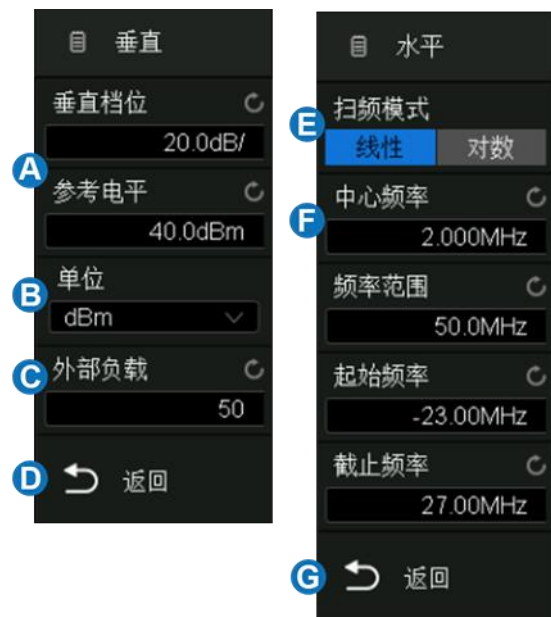 垂直
垂直档位
20.0dB/
A
参考电平
40.0dBm
B
单位
dBm
C
外部负载
50
D
返回
水平
E
扫频模式
线性
对数
F
中心频率
2.000MHz
频率范围
50.0MHz
起始频率
-23.00MHz
截止频率
27.00MHz
G
返回